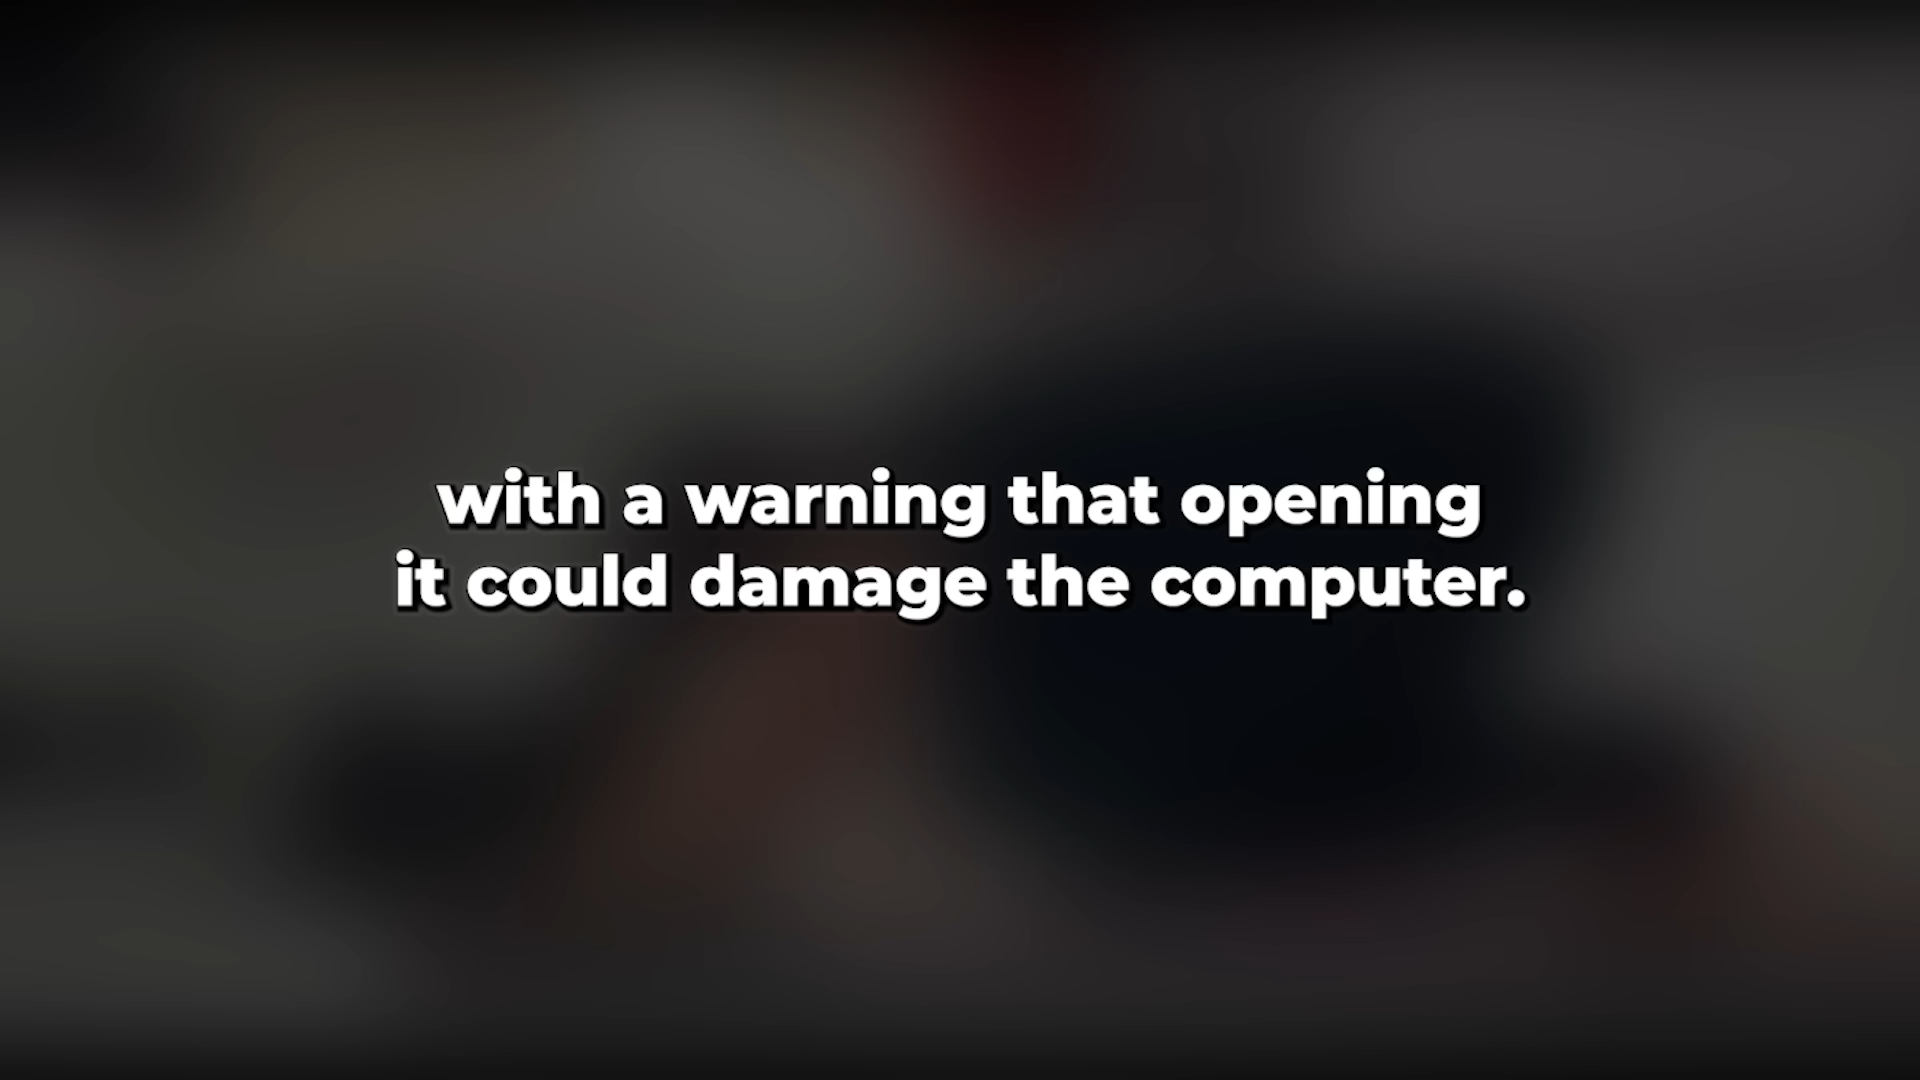 with a warning that opening
it could damage the computer.